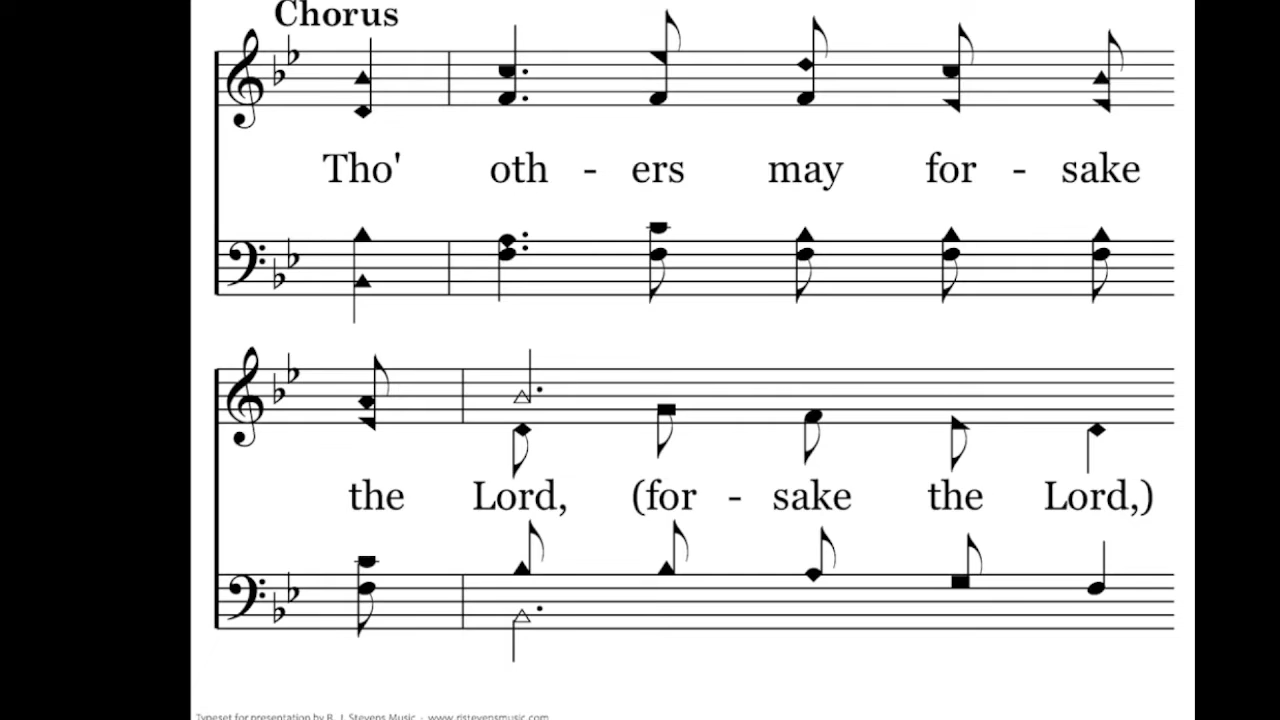 Chorus
Tho' oth - ers may for - sake
the Lord, (for - sake the Lord,)
Typeset for presentation by R. J. Stevens Music - www.rjstevensmusic.com